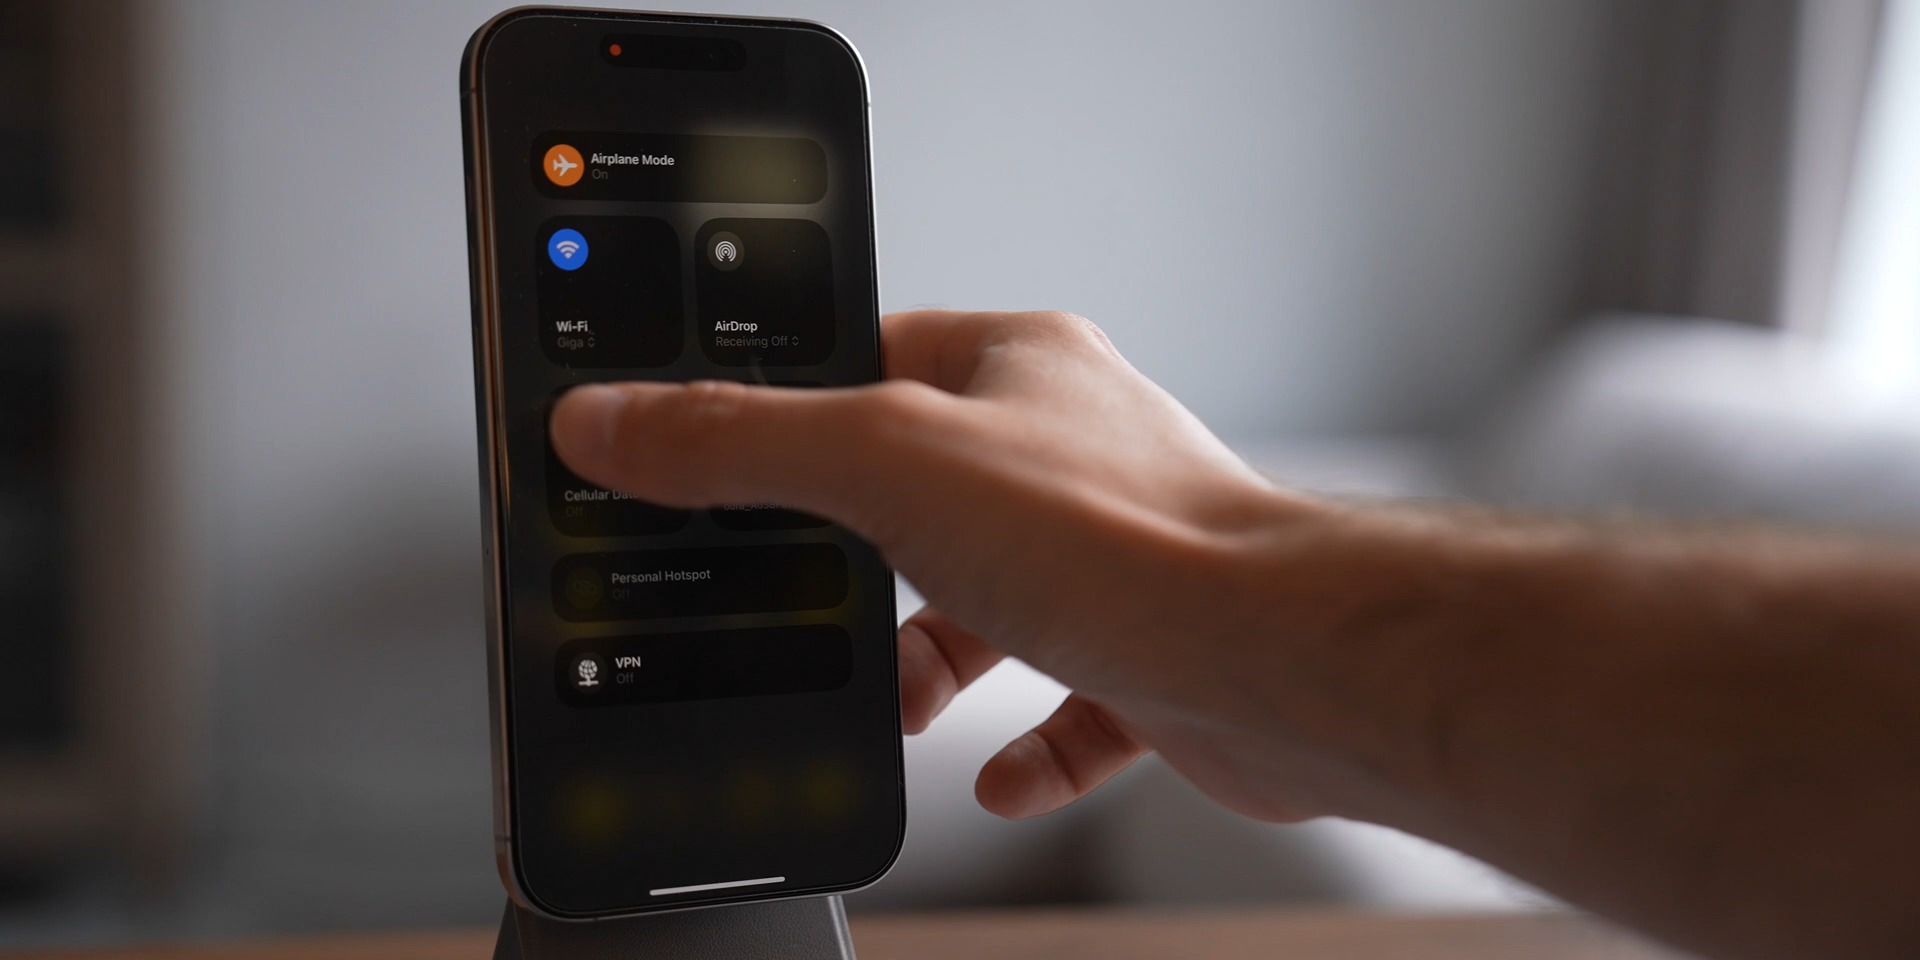 Airplane Mode
On
Wi-Fi
Giga
AirDrop
Receiving Off
Cellular
Off
Personal Hotspot
Off
VPN
Off